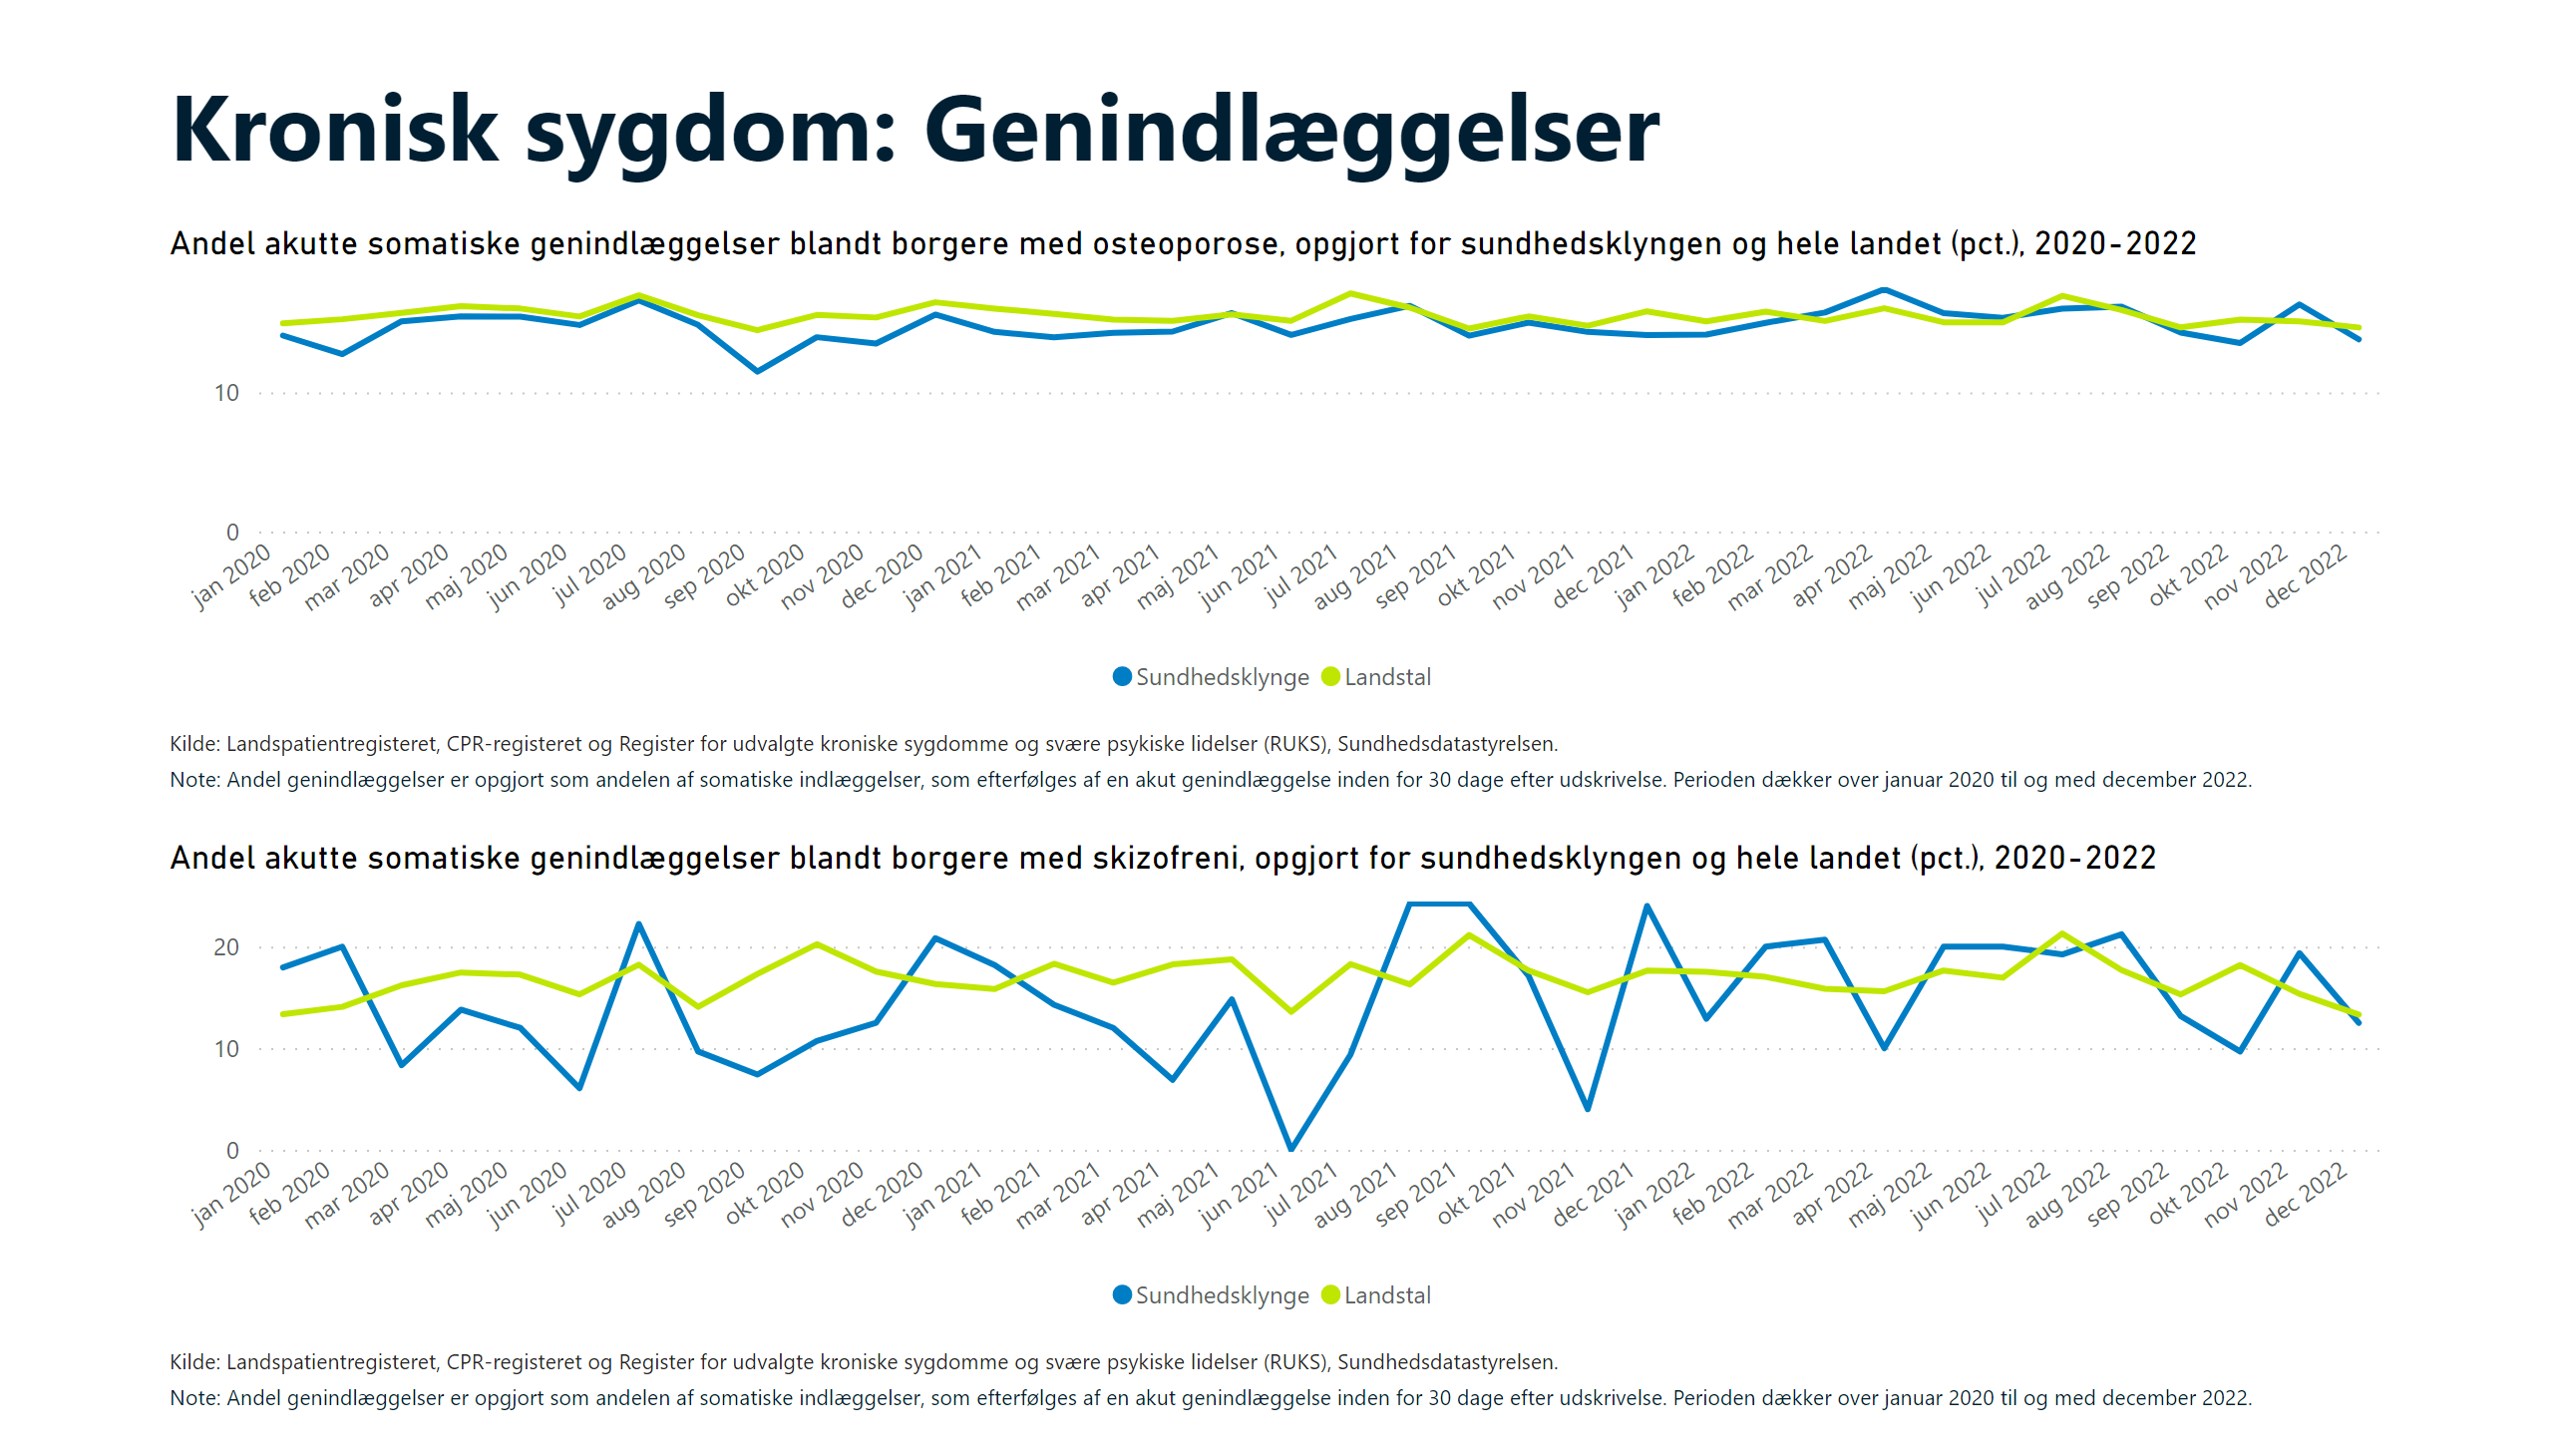 Kronisk sygdom: Genindlæggelser
Andel akutte somatiske genindlæggelser blandt borgere med osteoporose, opgjort for sundhedsklyngen og hele landet (pct.), 2020-2022
10
0
jan 2020
feb 2020
mar 2020
apr 2020
maj 2020
jun 2020
jul 2020
aug 2020
sep 2020
okt 2020
nov 2020
dec 2020
jan 2021
feb 2021
mar 2021
apr 2021
maj 2021
jun 2021
jul 2021
aug 2021
sep 2021
okt 2021
nov 2021
dec 2021
jan 2022
feb 2022
mar 2022
apr 2022
maj 2022
jun 2022
jul 2022
aug 2022
sep 2022
okt 2022
nov 2022
dec 2022
Sundhedsklynge Landstal
Kilde: Landspatientregisteret, CPR-registeret og Register for udvalgte kroniske sygdomme og svære psykiske lidelser (RUKS), Sundhedsdatastyrelsen.
Note: Andel genindlæggelser er opgjort som andelen af somatiske indlæggelser, som efterfølges af en akut genindlæggelse inden for 30 dage efter udskrivelse. Perioden dækker over januar 2020 til og med december 2022.
Andel akutte somatiske genindlæggelser blandt borgere med skizofreni, opgjort for sundhedsklyngen og hele landet (pct.), 2020-2022
20
10
0
jan 2020
feb 2020
mar 2020
apr 2020
maj 2020
jun 2020
jul 2020
aug 2020
sep 2020
okt 2020
nov 2020
dec 2020
jan 2021
feb 2021
mar 2021
apr 2021
maj 2021
jun 2021
jul 2021
aug 2021
sep 2021
okt 2021
nov 2021
dec 2021
jan 2022
feb 2022
mar 2022
apr 2022
maj 2022
jun 2022
jul 2022
aug 2022
sep 2022
okt 2022
nov 2022
dec 2022
Sundhedsklynge Landstal
Kilde: Landspatientregisteret, CPR-registeret og Register for udvalgte kroniske sygdomme og svære psykiske lidelser (RUKS), Sundhedsdatastyrelsen.
Note: Andel genindlæggelser er opgjort som andelen af somatiske indlæggelser, som efterfølges af en akut genindlæggelse inden for 30 dage efter udskrivelse. Perioden dækker over januar 2020 til og med december 2022.